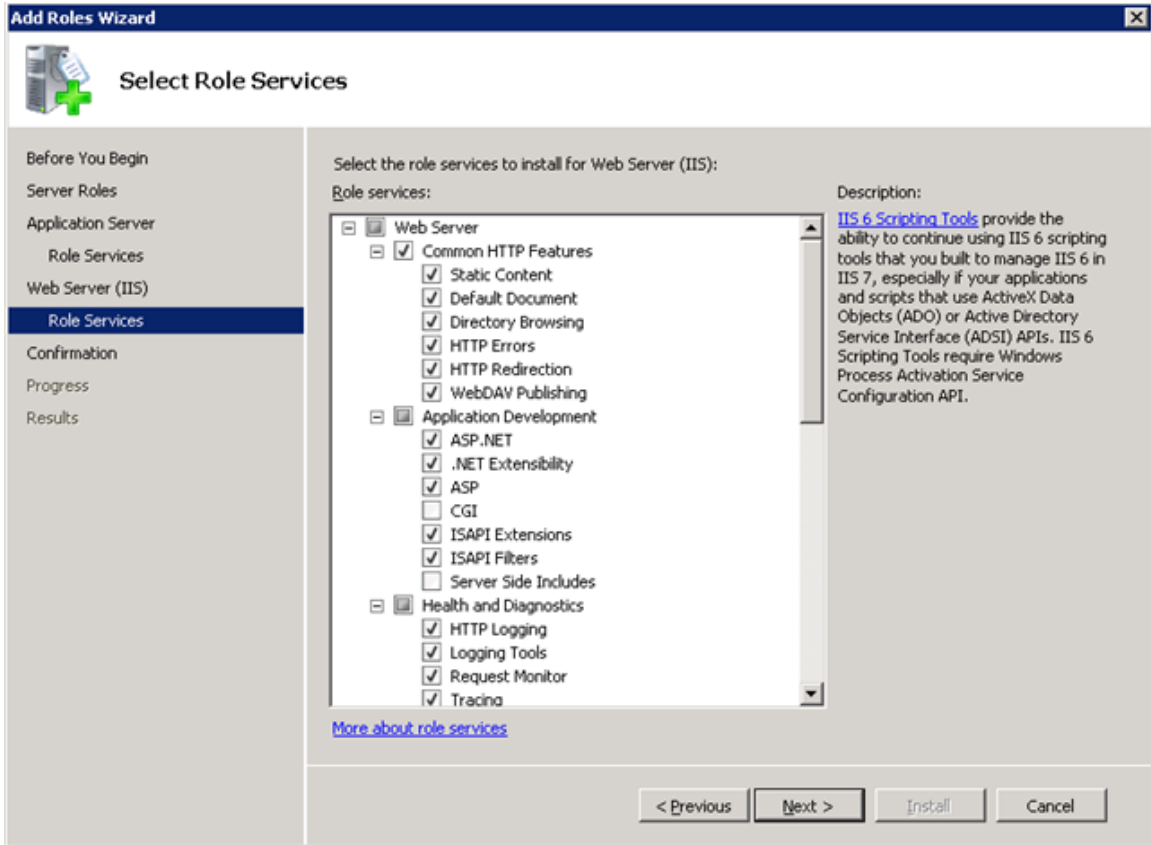 Add Roles Wizard
Select Role Services
Before You Begin
Server Roles
Application Server
Role Services
Web Server (IIS)
Role Services
Confirmation
Progress
Results
Select the role services to install for Web Server (IIS):
Role services:
Web Server
Common HTTP Features
Static Content
Default Document
Directory Browsing
HTTP Errors
HTTP Redirection
WebDAV Publishing
Application Development
ASP.NET
.NET Extensibility
ASP
CGI
ISAPI Extensions
ISAPI Filters
Server Side Includes
Health and Diagnostics
HTTP Logging
Logging Tools
Request Monitor
Tracing
More about role services
Description:
IIS 6 Scripting Tools provide the
ability to continue using IIS 6 scripting
tools that you built to manage IIS 6 in
IIS 7, especially if your applications
and scripts that use ActiveX Data
Objects (ADO) or Active Directory
Service Interface (ADSI) APIs. IIS 6
Scripting Tools require Windows
Process Activation Service
Configuration API.
< Previous
Next >
Install
Cancel